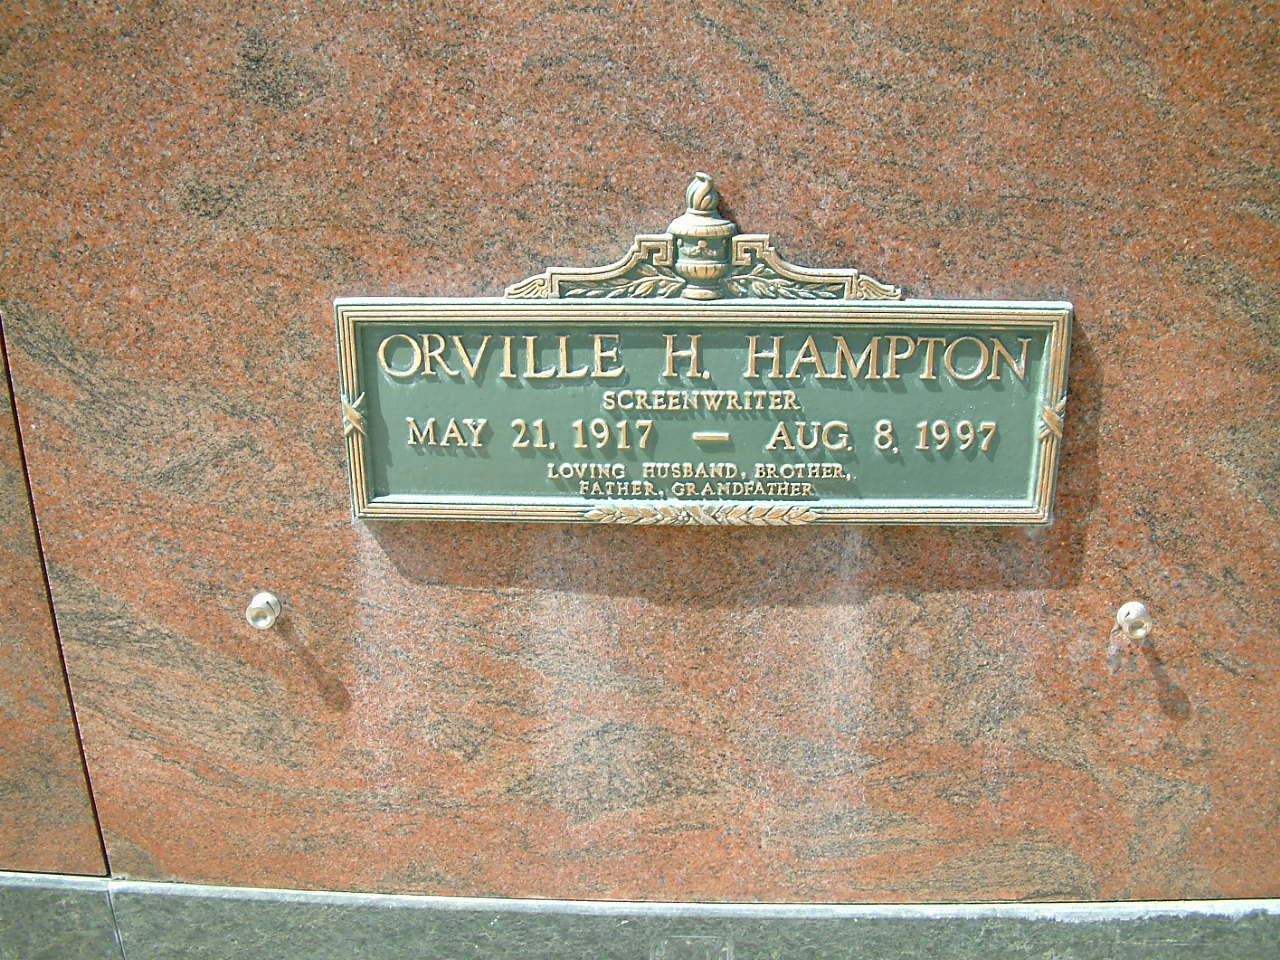 ORVILLE H. HAMPTON
SCREENWRITER
MAY 21, 1917 — AUG. 8, 1997
LOVING HUSBAND, BROTHER,
FATHER, GRANDFATHER